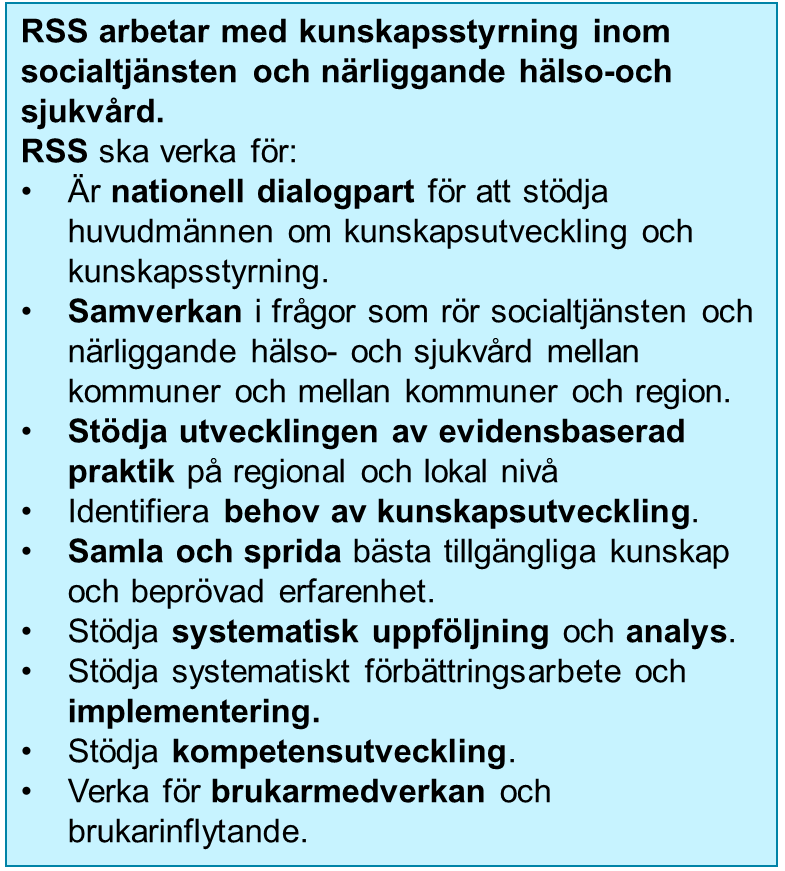 RSS arbetar med kunskapsstyrning inom
socialtjänsten och närliggande hälso-och
sjukvård.
RSS ska verka för:
• Är nationell dialogpart för att stödja
huvudmännen om kunskapsutveckling och
kunskapsstyrning.
• Samverkan i frågor som rör socialtjänsten och
närliggande hälso- och sjukvård mellan
kommuner och mellan kommuner och region.
• Stödja utvecklingen av evidensbaserad
praktik på regional och lokal nivå
• Identifiera behov av kunskapsutveckling.
• Samla och sprida bästa tillgängliga kunskap
och beprövad erfarenhet.
• Stödja systematisk uppföljning och analys.
• Stödja systematiskt förbättringsarbete och
implementering.
• Stödja kompetensutveckling.
• Verka för brukarmedverkan och
brukarinflytande.